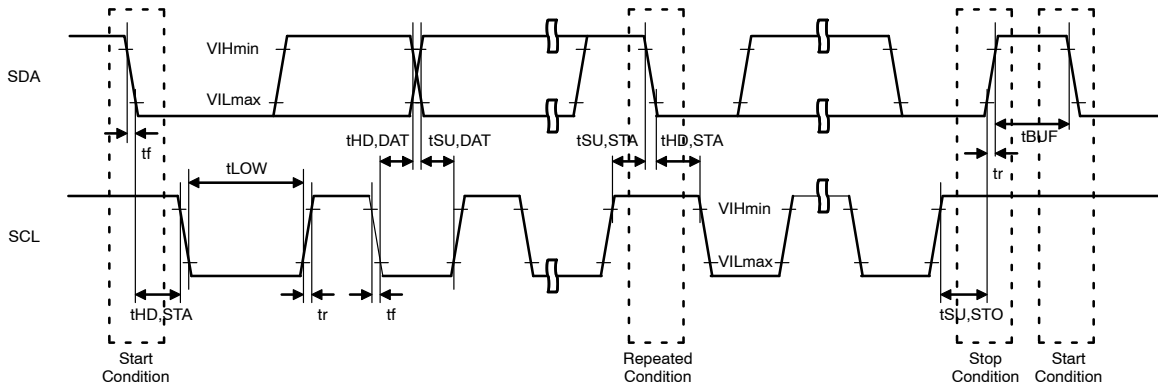 SDA
VIHmin
VILmax
tf
tHD,DAT
tSU,DAT
tSU,STA
tHD,STA
tBUF
tr
tLOW
SCL
VIHmin
VILmax
tHD,STA
tr
tf
tSU,STO
Start
Condition
Repeated
Condition
Stop
Condition
Start
Condition